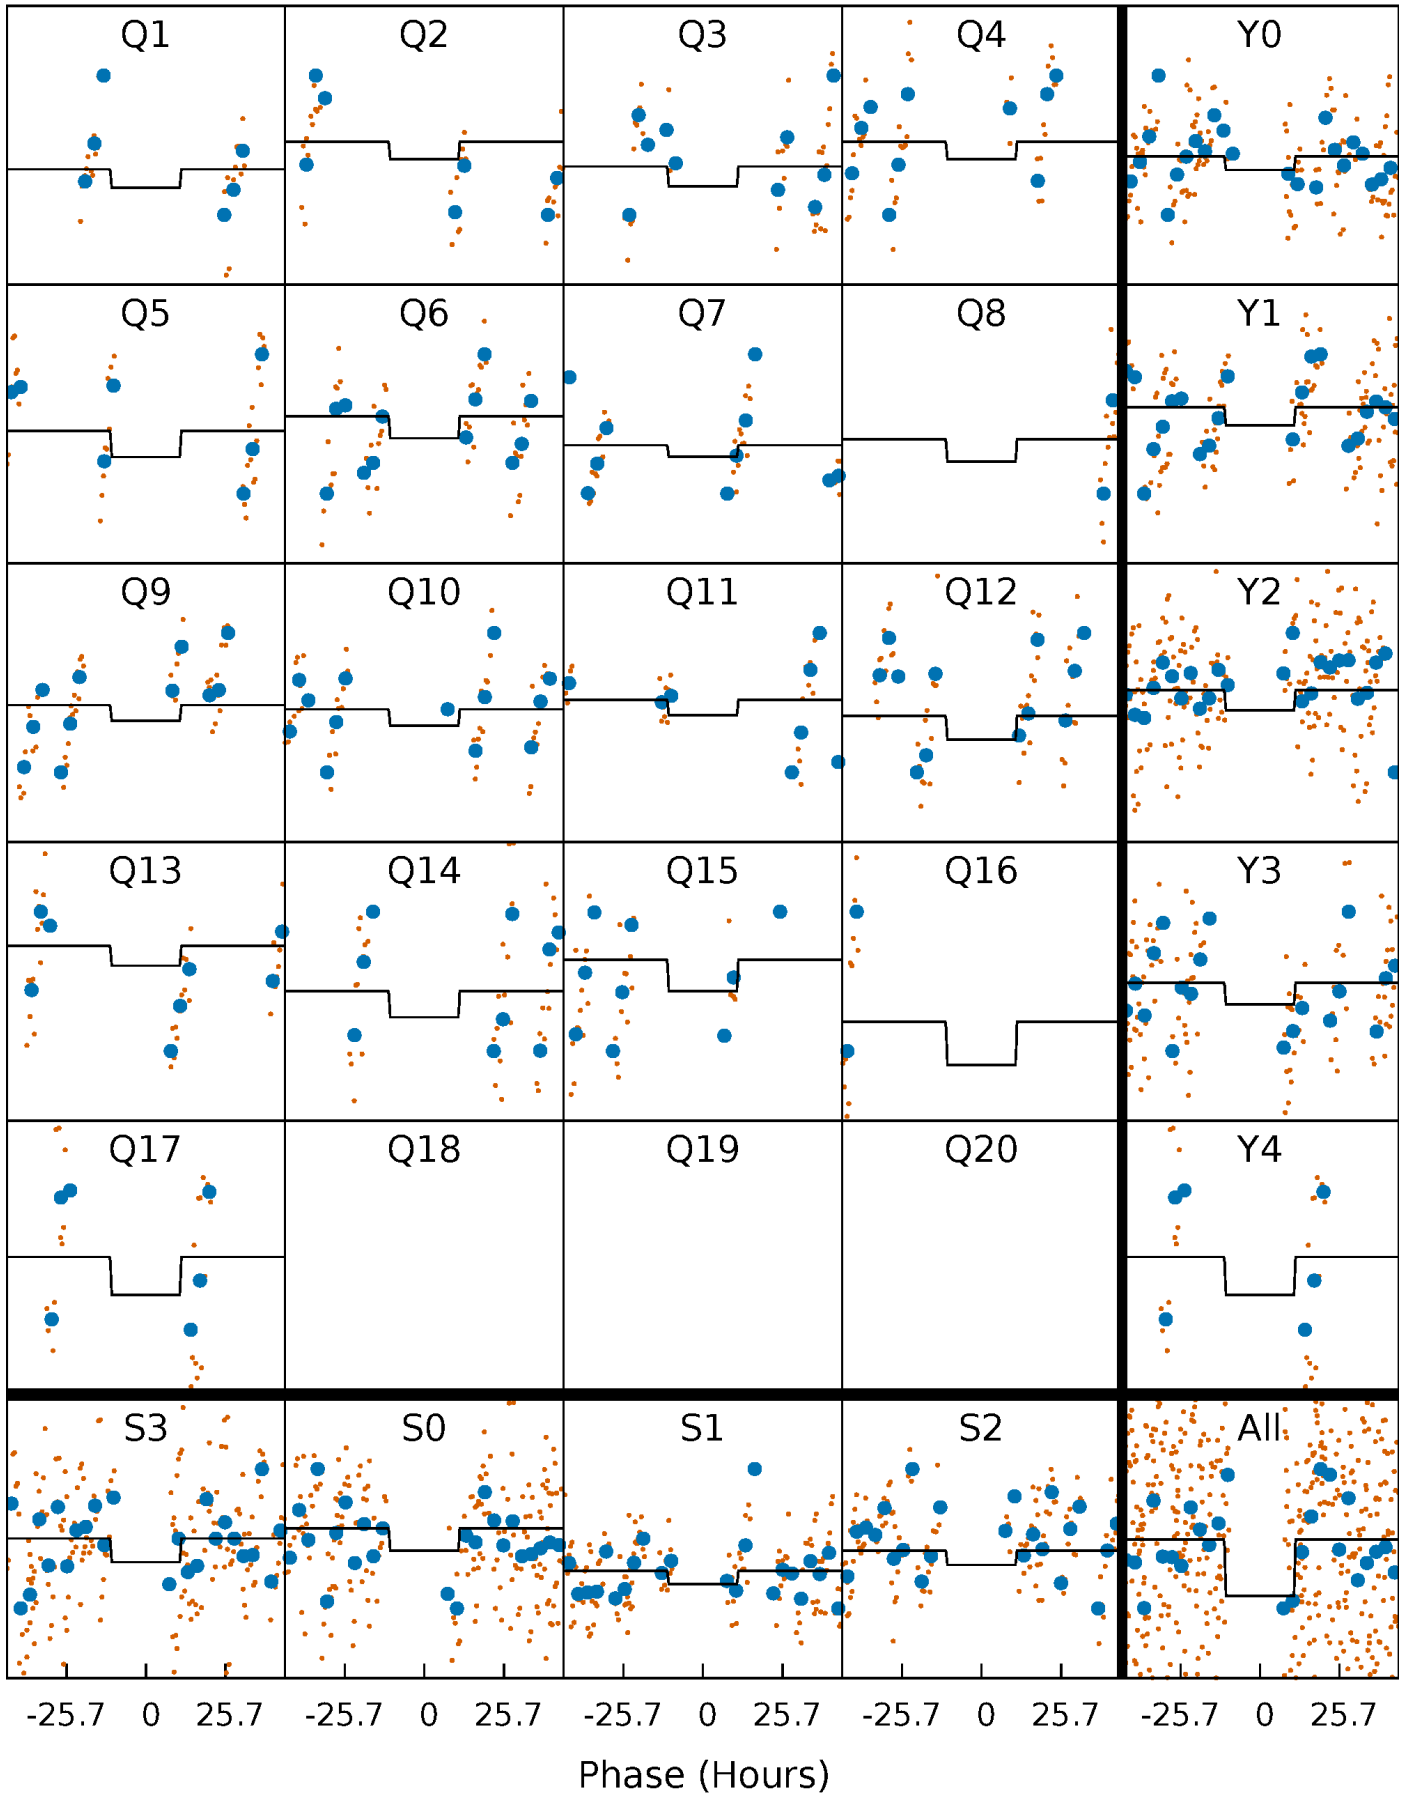 Q1 Q2 Q3 Q4 Y0
Q5 Q6 Q7 Q8 Y1
Q9 Q10 Q11 Q12 Y2
Q13 Q14 Q15 Q16 Y3
Q17 Q18 Q19 Q20 Y4
S3 S0 S1 S2 All
-25.7 0 25.7 -25.7 0 25.7 -25.7 0 25.7 -25.7 0 25.7 -25.7 0 25.7
Phase (Hours)